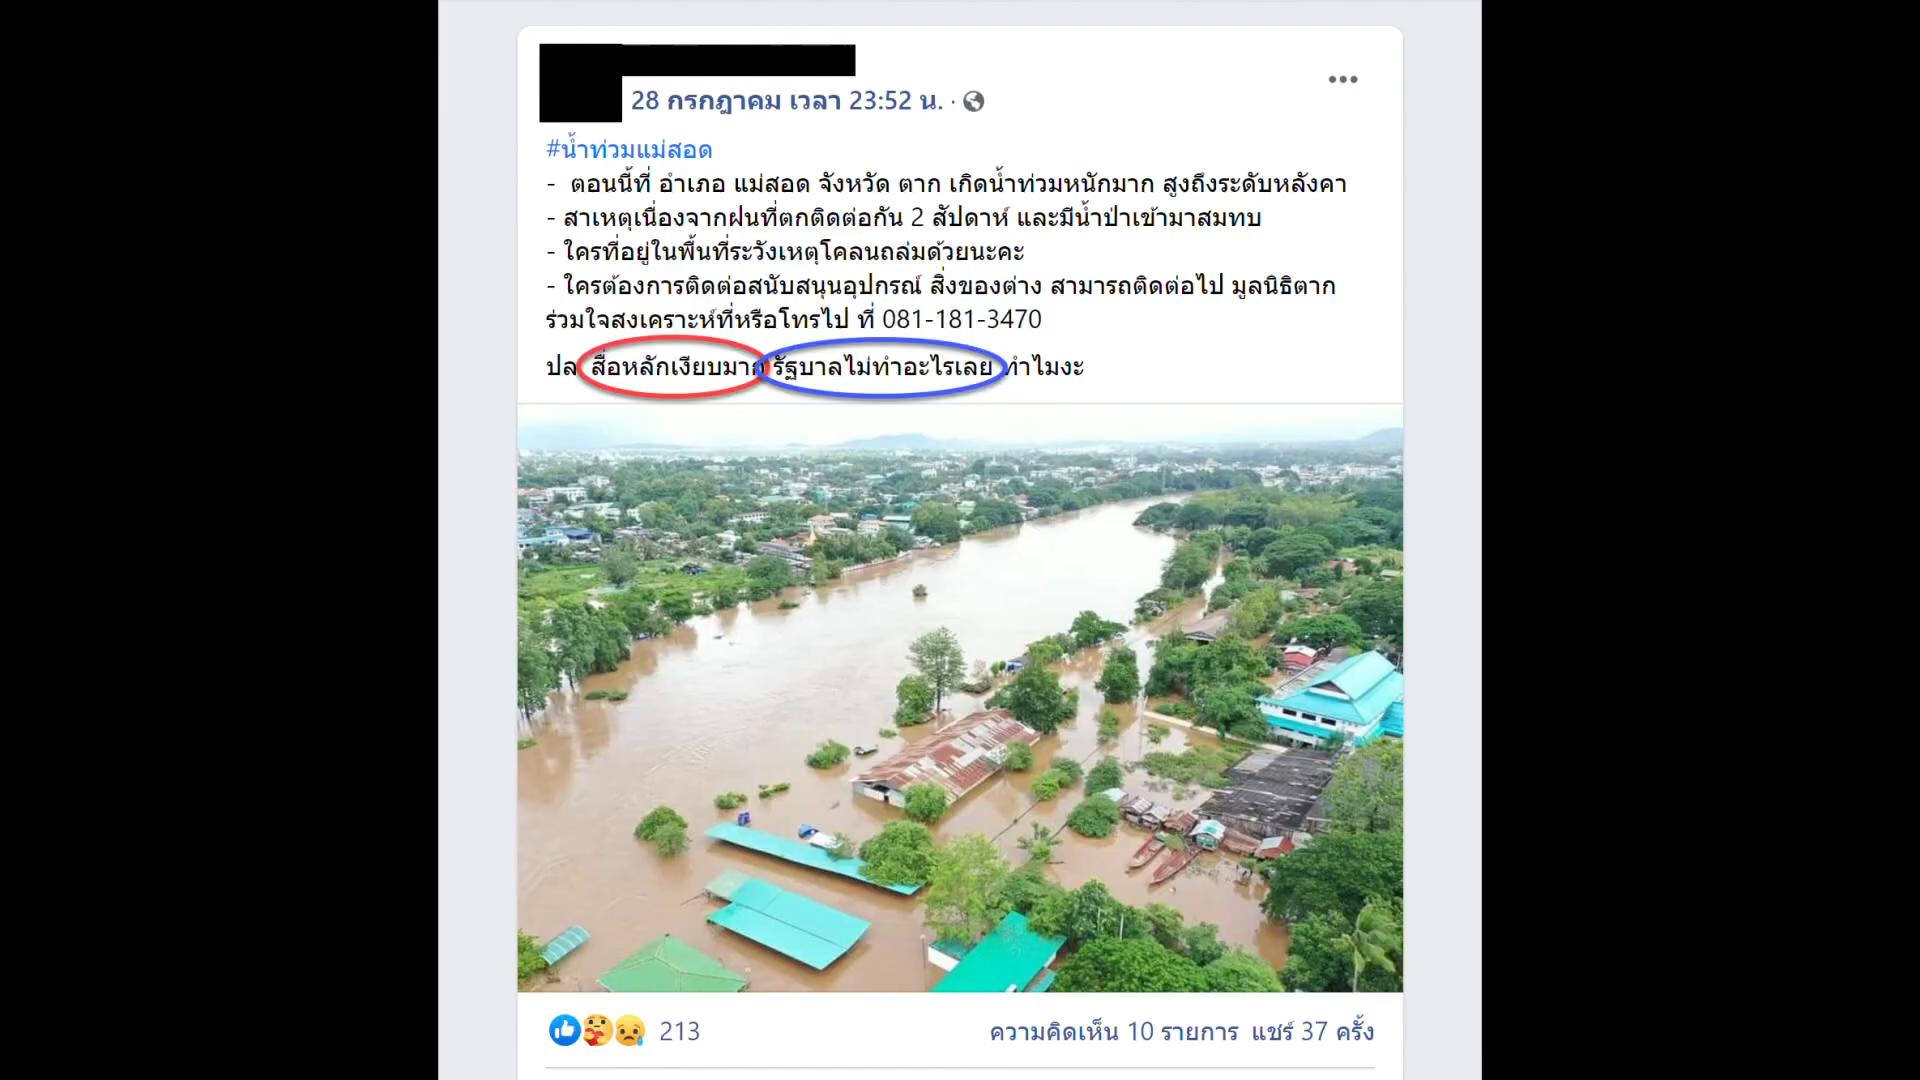 28 กรกฎาคม เวลา 23:52 น. ·
#น้ำท่วมแม่สอด
- ตอนนี้ที่ อำเภอ แม่สอด จังหวัด ตาก เกิดน้ำท่วมหนักมาก สูงถึงระดับหลังคา
- สาเหตุเนื่องจากฝนที่ตกติดต่อกัน 2 สัปดาห์ และมีน้ำป่าเข้ามาสมทบ
- ใครที่อยู่ในพื้นที่ระวังเหตุโคลนถล่มด้วยนะคะ
- ใครต้องการติดต่อสนับสนุนอุปกรณ์ สิ่งของต่าง สามารถติดต่อไป มูลนิธิตาก
ร่วมใจสงเคราะห์ที่หรือโทรไป ที่ 081-181-3470
ปล สื่อหลักเงียบมาก รัฐบาลไม่ทำอะไรเลย ทำไมงะ
213
ความคิดเห็น 10 รายการ แชร์ 37 ครั้ง